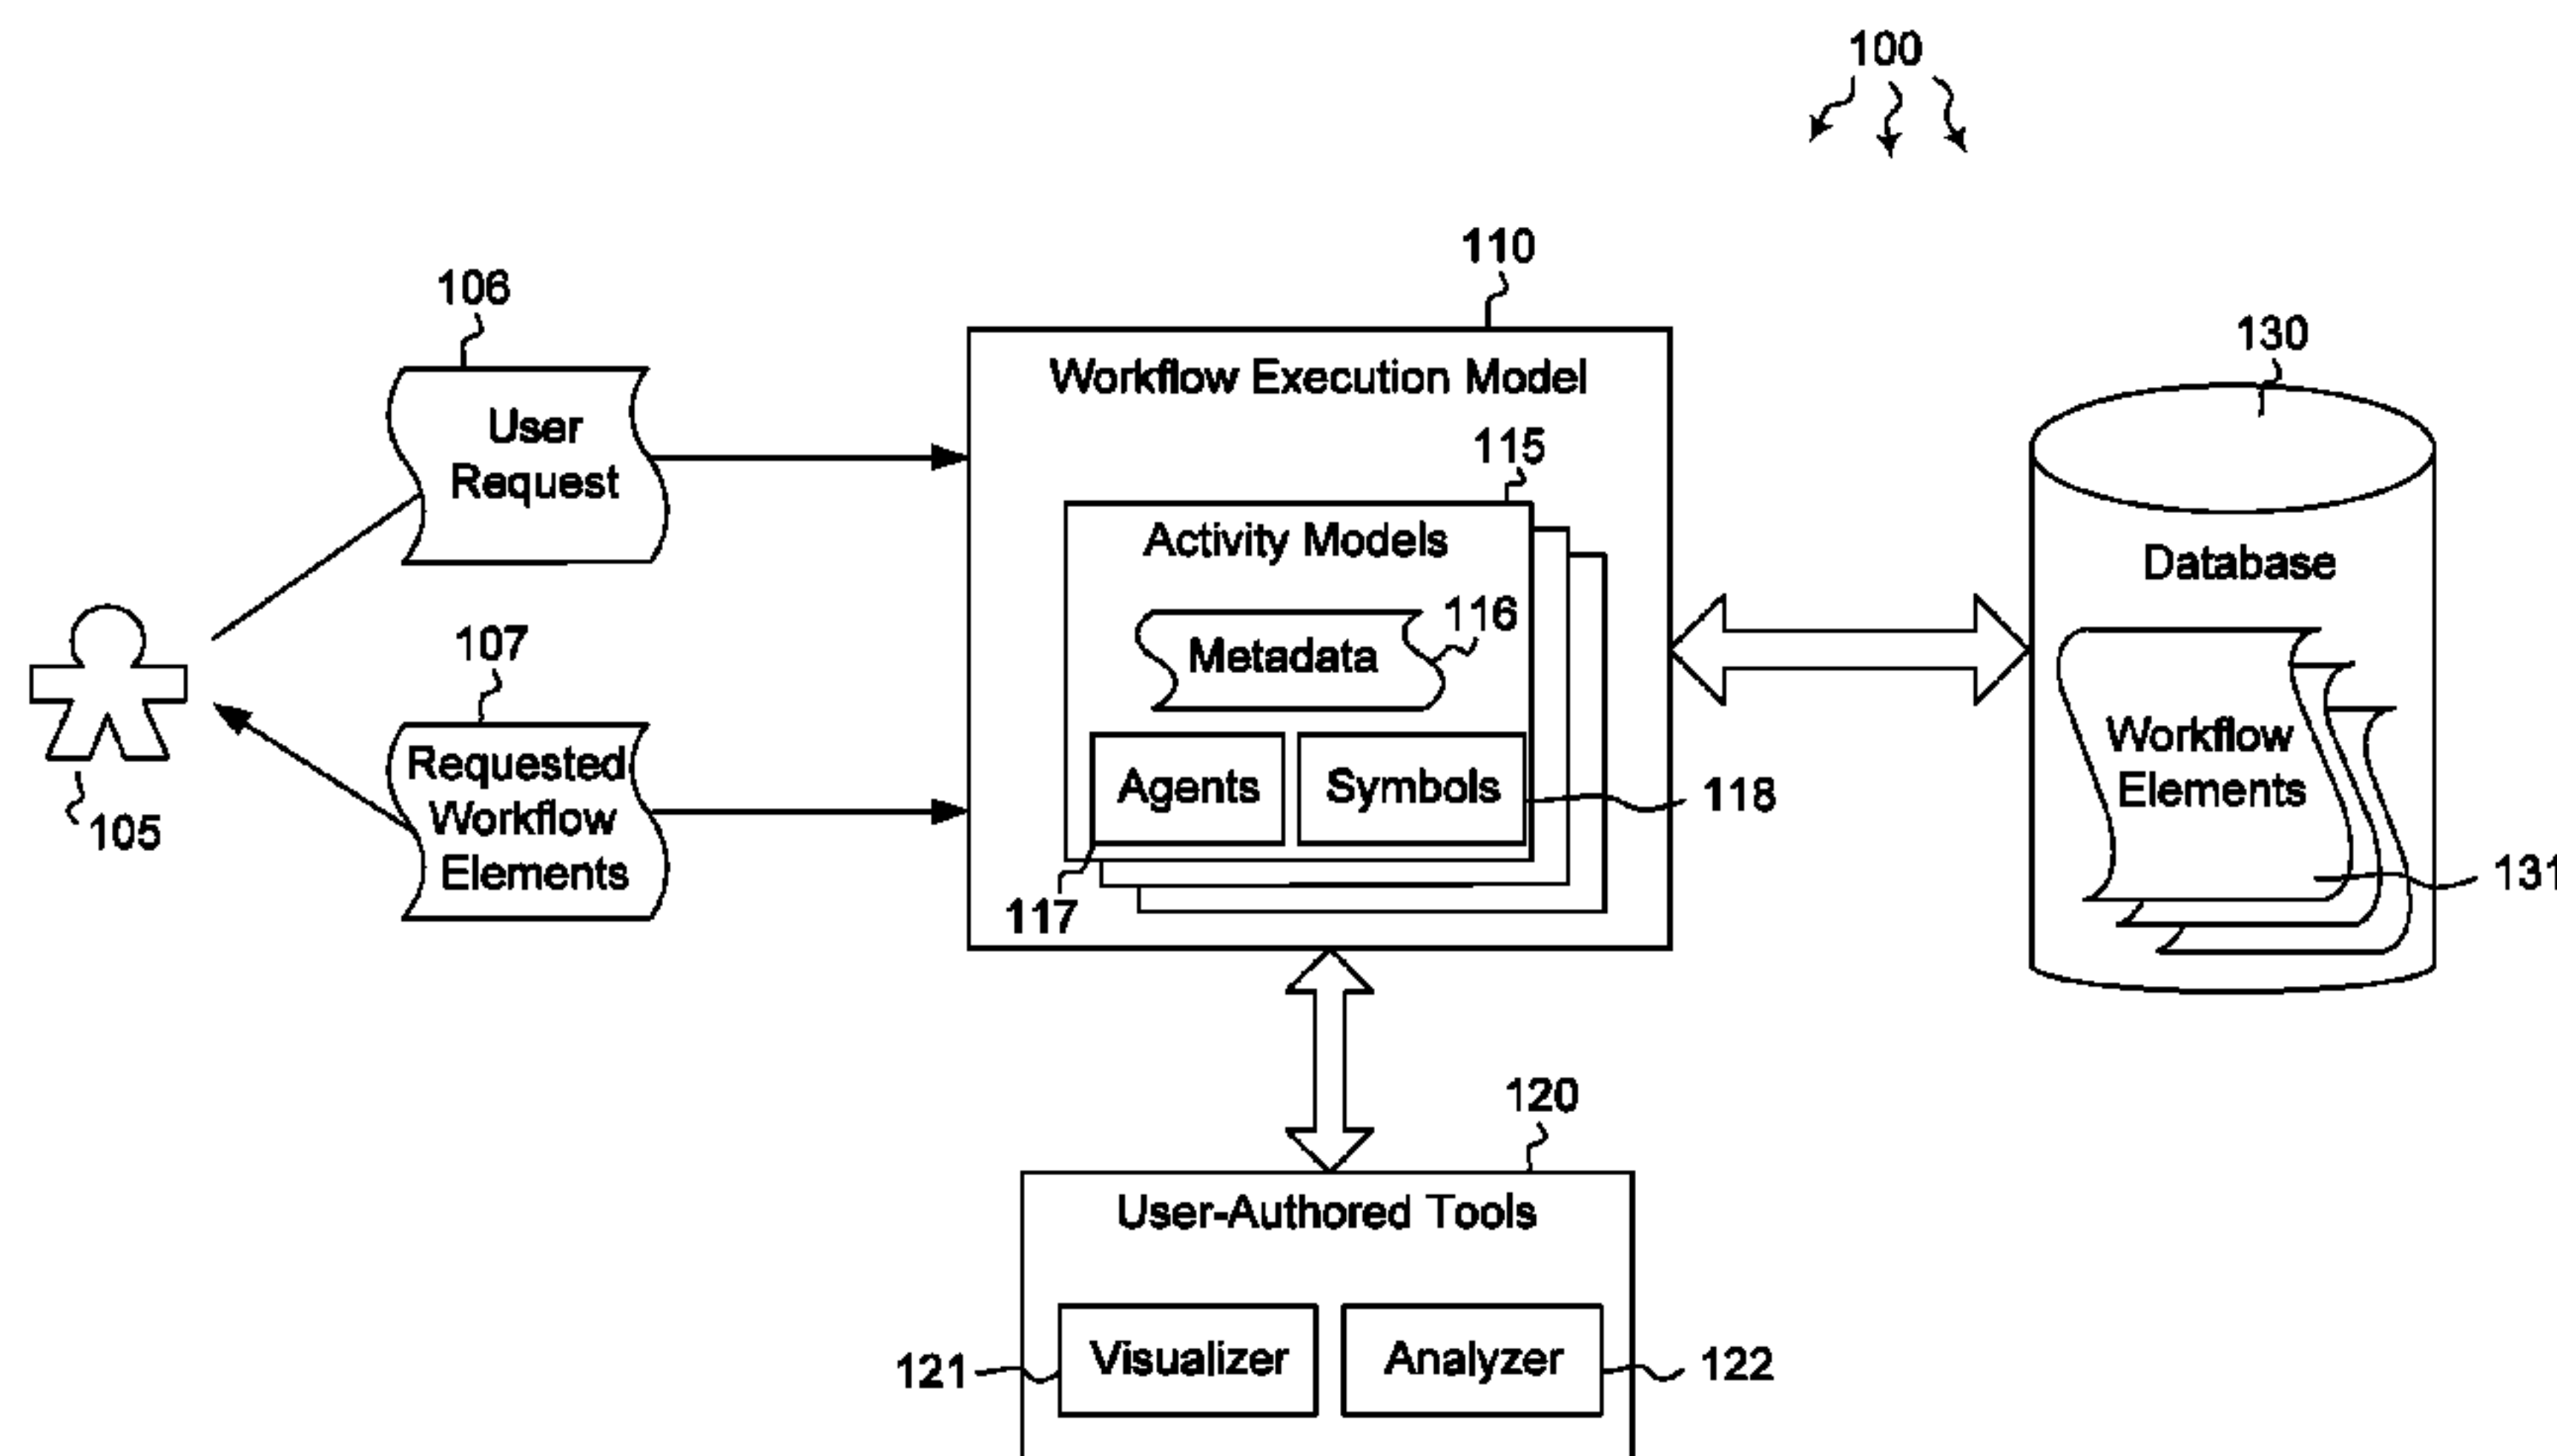 100
110
106
130
Workflow Execution Model
User
Request
115
Activity Models
Database
116
Metadata
107
Requested
Workflow
Elements
Workflow
Elements
Agents
Symbols
118
105
131
117
120
User-Authored Tools
121
Visualizer
Analyzer
122